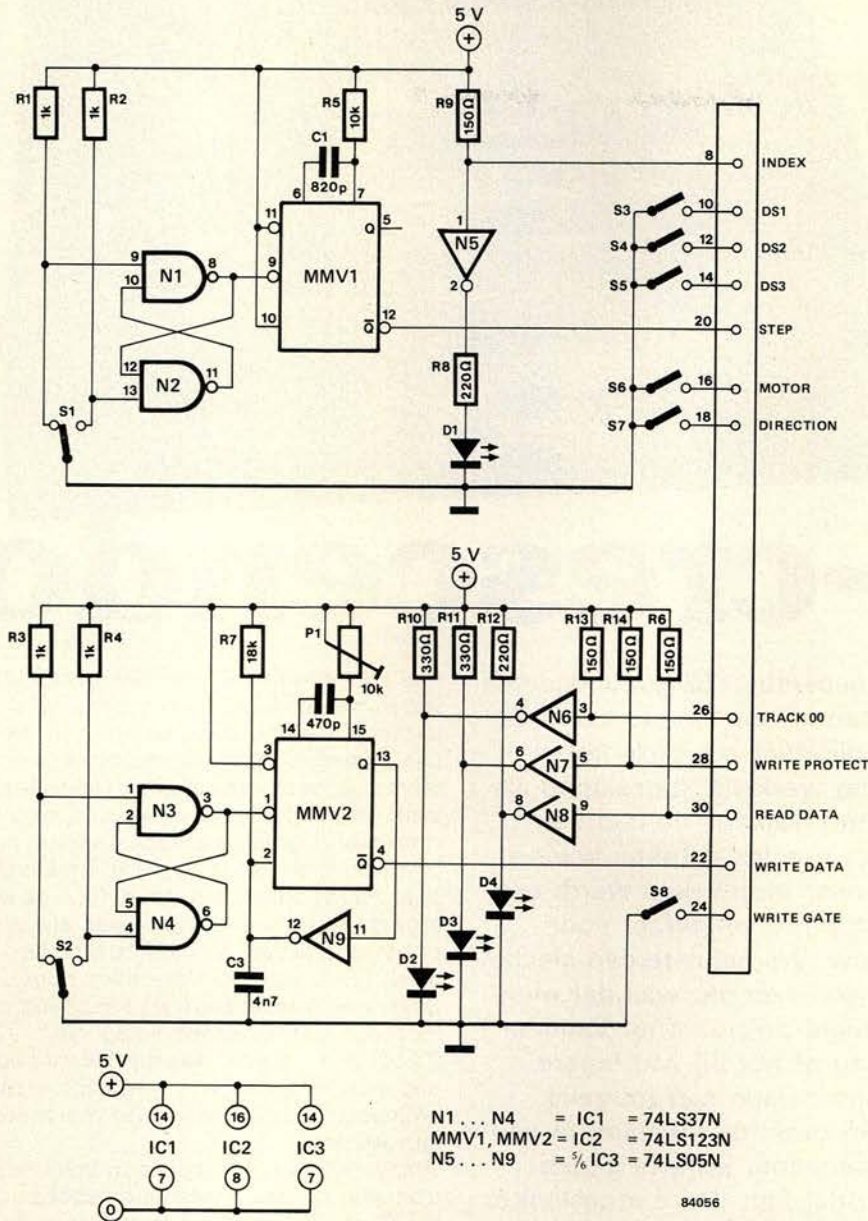 5 V
+
R1 1k R2 1k R5 10k R9 150Ω
C1
820p
6 7
8 INDEX
11 Q 5
1
N5
2
S3 10 DS1
S4 12 DS2
S5 14 DS3
9 N1 8 9 MMV1
10
10 Q 12 20 STEP
12 N2 11
13
R8 220Ω
S6 16 MOTOR
S1
S7 18 DIRECTION
D1
5 V
+
R3 1k R4 1k R7 18k P1 10k R10 330Ω R11 330Ω R12 220Ω R13 150Ω R14 150Ω R6 150Ω
470p
14 15
4 N6 3 26 TRACK 00
3 Q 13 6 N7 5 28 WRITE PROTECT
1 N3 3 1 MMV2 8 N8 9 30 READ DATA
2
2 Q 4 22 WRITE DATA
5 N4 6
4
12 N9 11
D4
S8 24 WRITE GATE
D3
S2
C3
4n7
D2
5 V +
14 16 14
IC1 IC2 IC3
7 8 7
0
N1 ... N4 = IC1 = 74LS37N
MMV1, MMV2 = IC2 = 74LS123N
N5 ... N9 = 5/6 IC3 = 74LS05N
84056